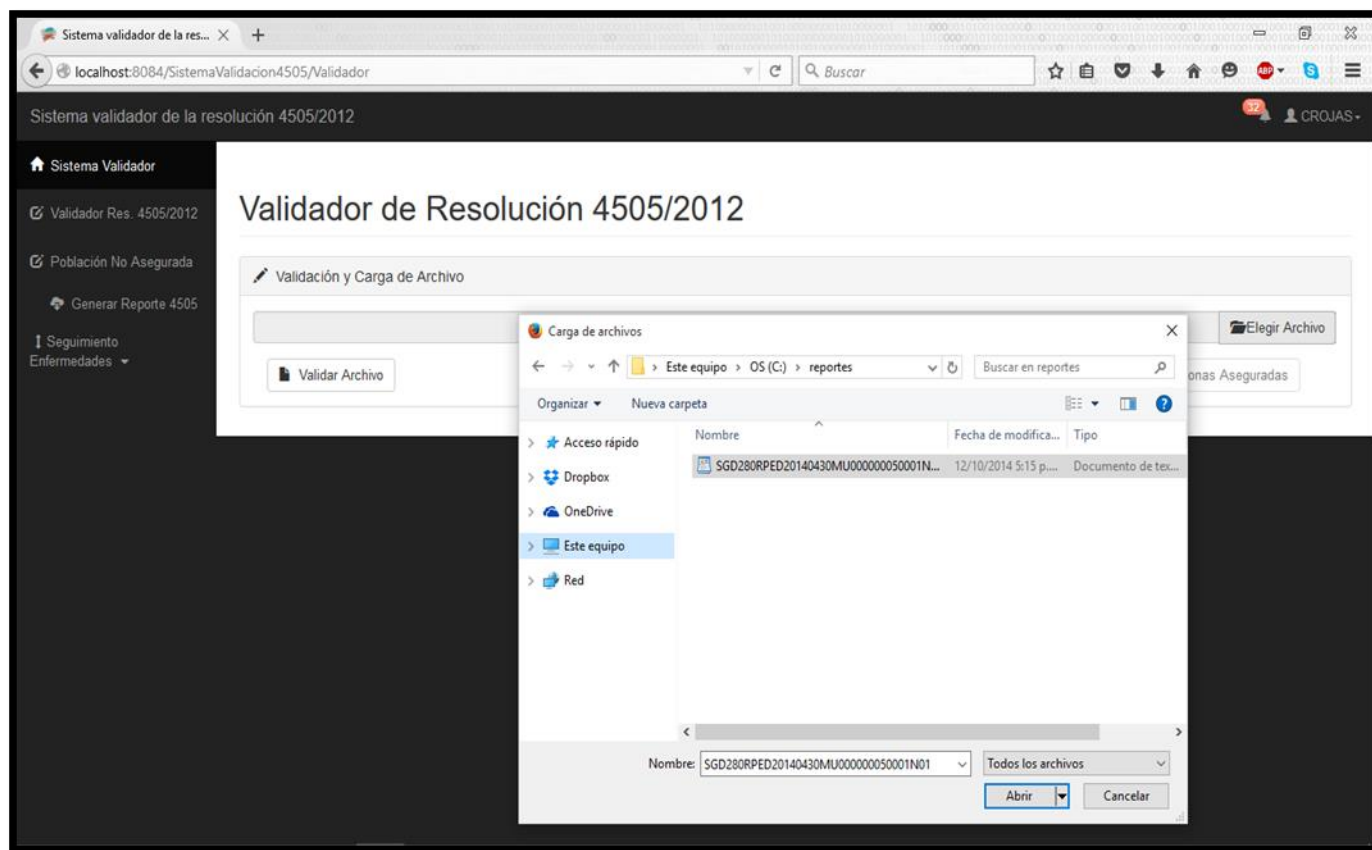 Sistema validador de la res...
localhost:8084/SistemaValidacion4505/Validador
Buscar
ABP
S
Sistema validador de la resolución 4505/2012
32
CROJAS
Sistema Validador
Validador Res. 4505/2012
Población No Asegurada
Generar Reporte 4505
Seguimiento
Enfermedades
Validador de Resolución 4505/2012
Validación y Carga de Archivo
Elegir Archivo
Validar Archivo
onas Aseguradas
Carga de archivos
Este equipo > OS (C:) > reportes
Buscar en reportes
Organizar
Nueva carpeta
Acceso rápido
Dropbox
OneDrive
Este equipo
Red
Nombre
Fecha de modifica...
Tipo
SGD280RPED20140430MU000000050001N...
12/10/2014 5:15 p....
Documento de tex...
Nombre:
SGD280RPED20140430MU000000050001N01
Todos los archivos
Abrir
Cancelar